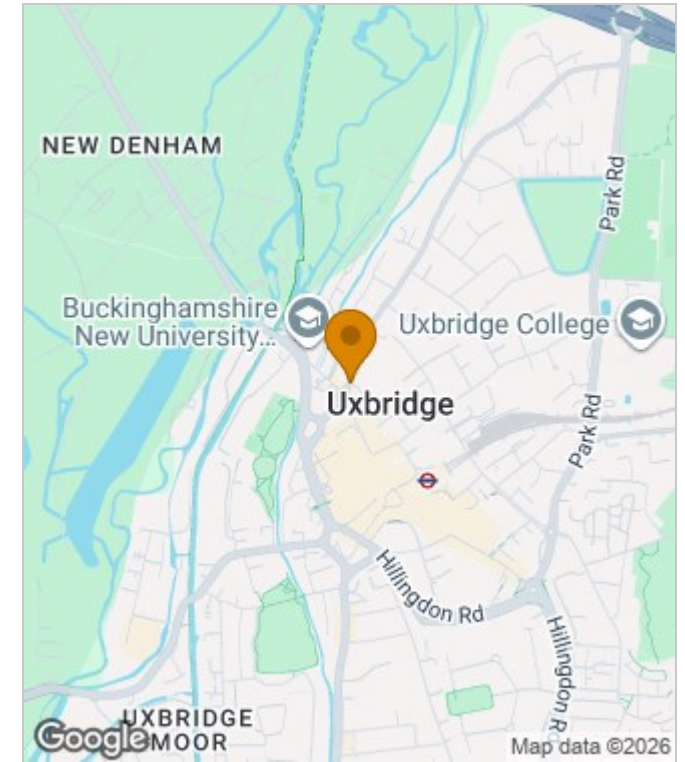 NEW DENHAM
Park Rd
Buckinghamshire
New University...
Uxbridge College
Uxbridge
Park Rd
Hillingdon Rd
Hillingdon Rd
UXBRIDGE
MOOR
Google
Map data ©2026